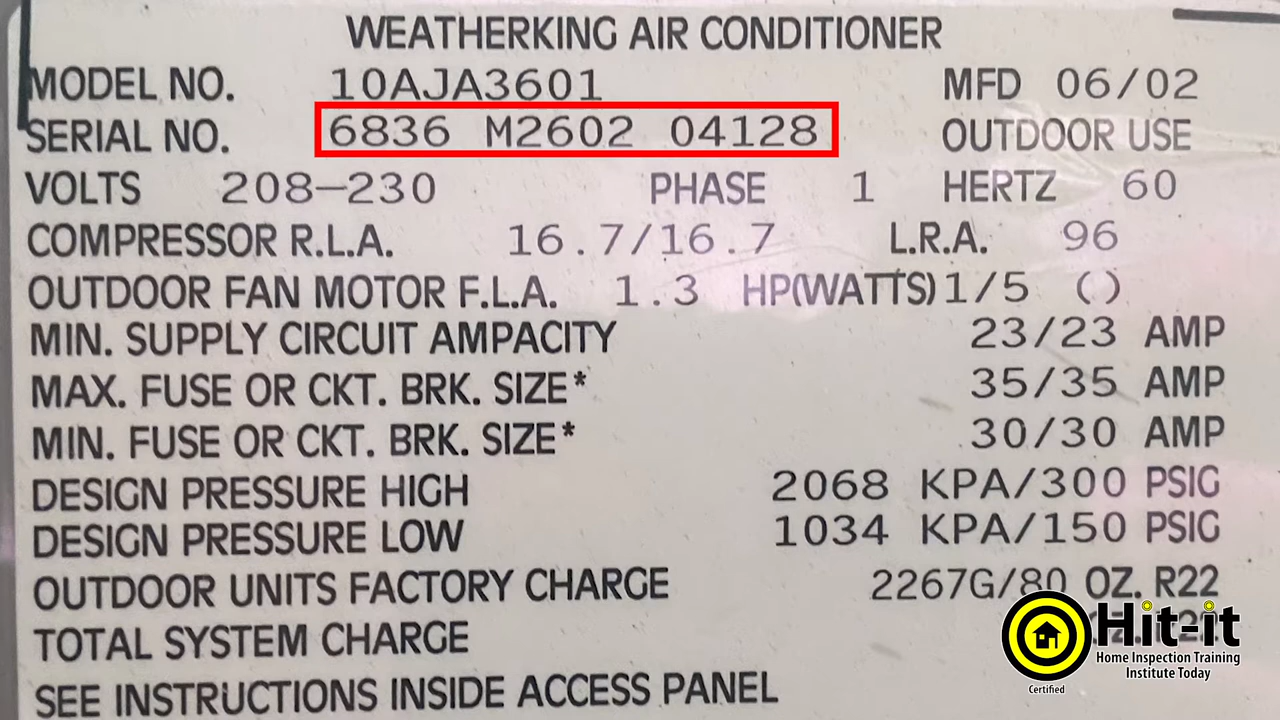 WEATHERKING AIR CONDITIONER
MODEL NO. 10AJA3601 MFD 06/02
SERIAL NO. 6836 M2602 04128 OUTDOOR USE
VOLTS 208-230 PHASE 1 HERTZ 60
COMPRESSOR R.L.A. 16.7/16.7 L.R.A. 96
OUTDOOR FAN MOTOR F.L.A. 1.3 HP(WATTS) 1/5 ()
MIN. SUPPLY CIRCUIT AMPACITY 23/23 AMP
MAX. FUSE OR CKT. BRK. SIZE* 35/35 AMP
MIN. FUSE OR CKT. BRK. SIZE* 30/30 AMP
DESIGN PRESSURE HIGH 2068 KPA/300 PSIG
DESIGN PRESSURE LOW 1034 KPA/150 PSIG
OUTDOOR UNITS FACTORY CHARGE 2267G/80 OZ. R22
TOTAL SYSTEM CHARGE OZ. R22
SEE INSTRUCTIONS INSIDE ACCESS PANEL
Hit-it
Home Inspection Training
Institute Today
Certified